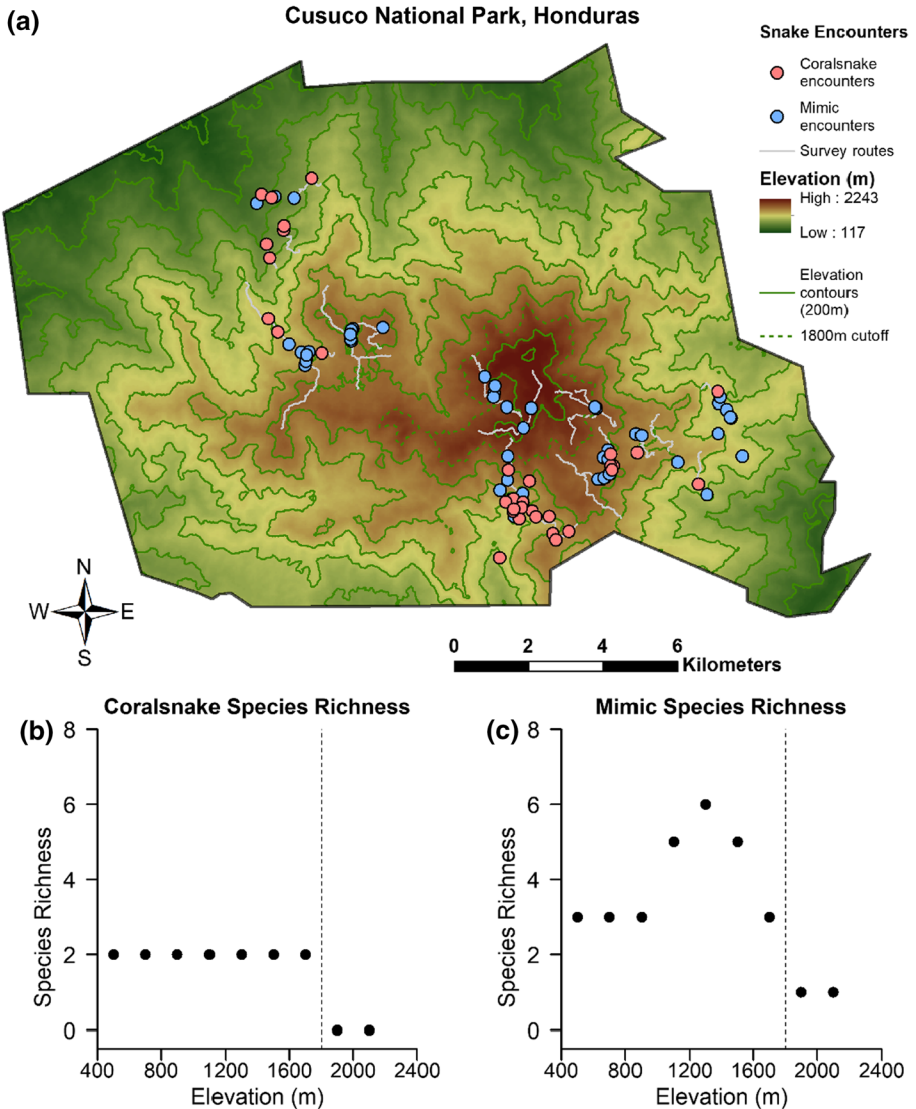 (a)
Cusuco National Park, Honduras
Snake Encounters
Coralsnake
encounters
Mimic
encounters
Survey routes
Elevation (m)
High : 2243
Low : 117
Elevation
contours
(200m)
1800m cutoff
N
W
E
S
0 2 4 6
Kilometers
(b)
Coralsnake Species Richness
Species Richness
8
6
4
2
0
400 800 1200 1600 2000 2400
Elevation (m)
(c)
Mimic Species Richness
Species Richness
8
6
4
2
0
400 800 1200 1600 2000 2400
Elevation (m)